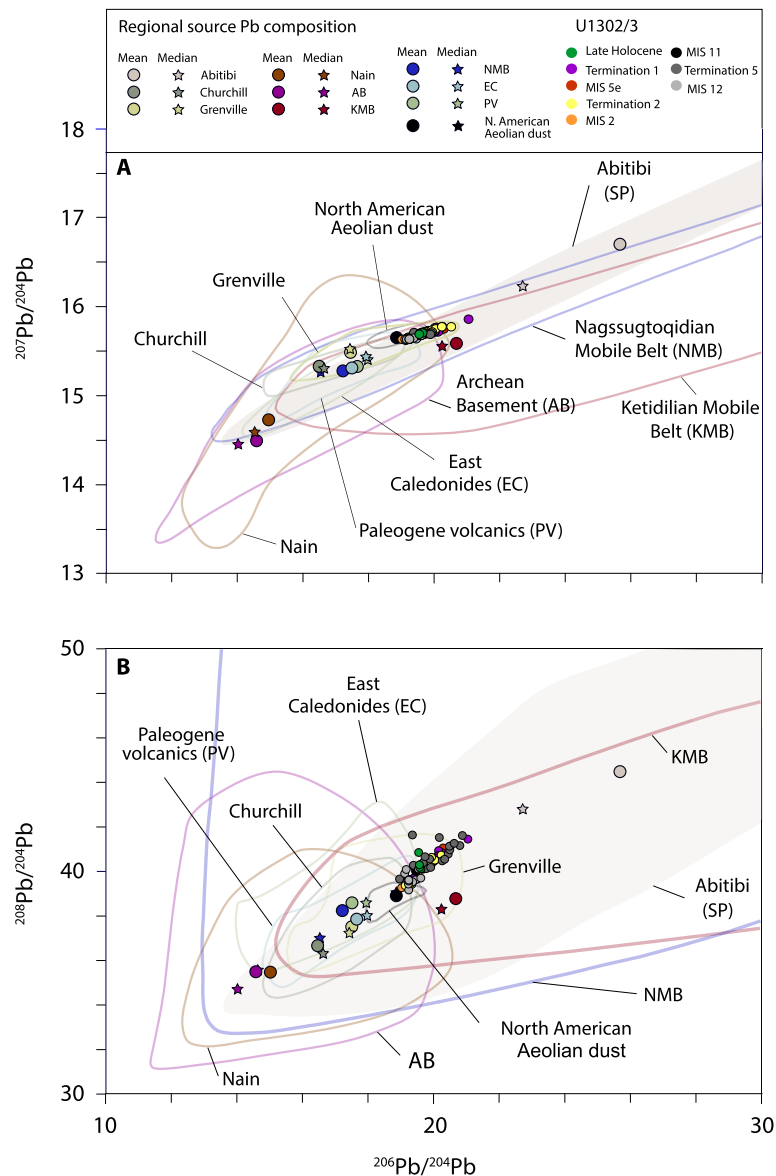 Regional source Pb composition
U1302/3
Mean Median
Mean Median
Mean Median
Abitibi
Churchill
Grenville
Nain
AB
KMB
NMB
EC
PV
N. American
Aeolian dust
Late Holocene
Termination 1
MIS 5e
Termination 2
MIS 2
MIS 11
Termination 5
MIS 12
A
18
17
16
15
14
13
207Pb/204Pb
Abitibi
(SP)
North American
Aeolian dust
Grenville
Churchill
Nagssugtoqidian
Mobile Belt (NMB)
Archean
Basement (AB)
Ketidilian Mobile
Belt (KMB)
East
Caledonides (EC)
Paleogene volcanics (PV)
Nain
B
50
40
30
208Pb/204Pb
East
Caledonides (EC)
Paleogene
volcanics (PV)
Churchill
KMB
Grenville
Abitibi
(SP)
NMB
North American
Aeolian dust
AB
Nain
10
20
30
206Pb/204Pb